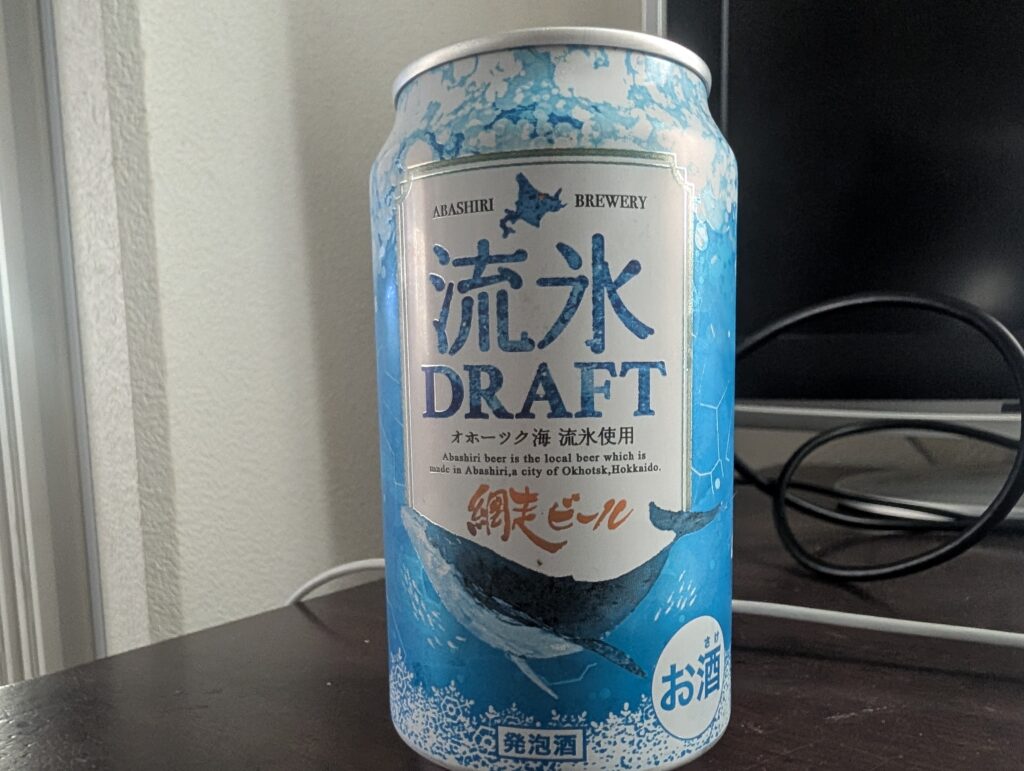 ABASHIRI BREWERY
流氷
DRAFT
オホーツク海 流氷使用
Abashiri beer is the local beer which is
made in Abashiri,a city of Okhotsk,Hokkaido.
網走ビール
さけ
お酒
発泡酒